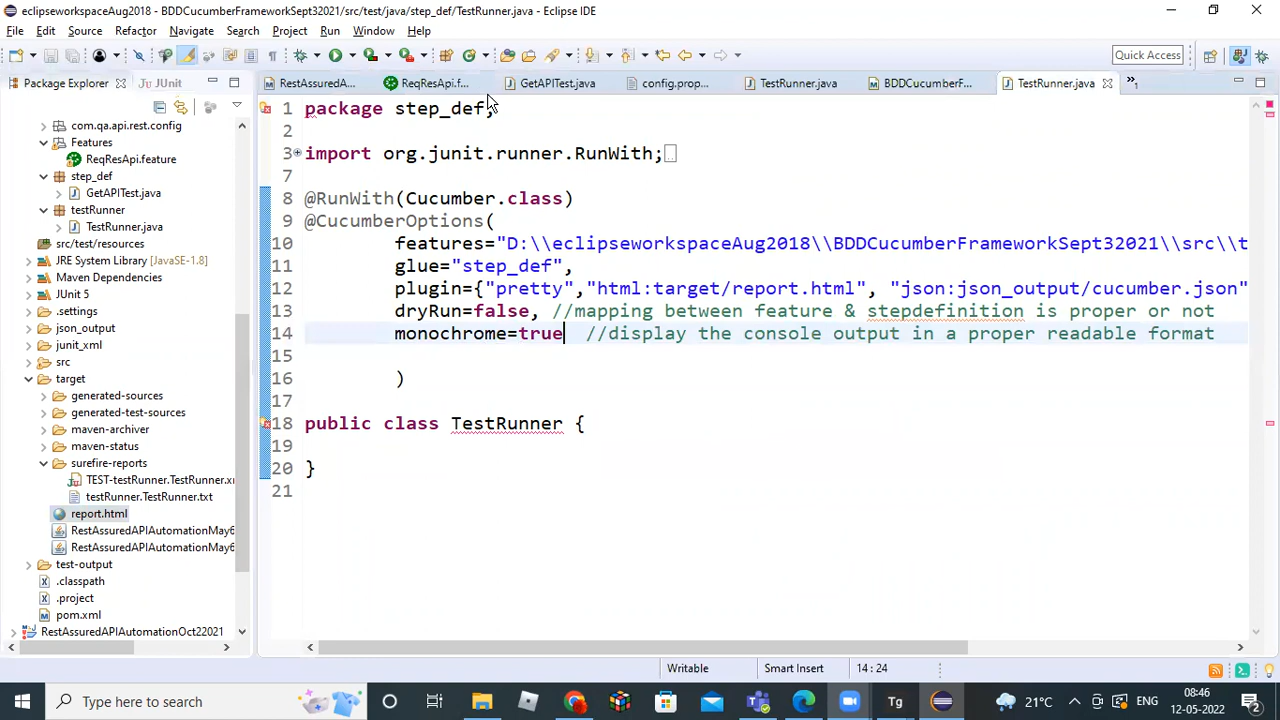 eclipseworkspaceAug2018 - BDDCucumberFrameworkSept32021/src/test/java/step_def/TestRunner.java - Eclipse IDE
File Edit Source Refactor Navigate Search Project Run Window Help
Quick Access
Package Explorer JUnit
RestAssuredA... ReqResApi.f... GetAPITest.java config.prop... TestRunner.java BDDCucumberF... TestRunner.java 1
com.qa.api.rest.config
Features
ReqResApi.feature
step_def
GetAPITest.java
testRunner
TestRunner.java
src/test/resources
JRE System Library [JavaSE-1.8]
Maven Dependencies
JUnit 5
.settings
json_output
junit_xml
src
target
generated-sources
generated-test-sources
maven-archiver
maven-status
surefire-reports
TEST-testRunner.TestRunner.xm
testRunner.TestRunner.txt
report.html
RestAssuredAPIAutomationMay6
RestAssuredAPIAutomationMay6
test-output
.classpath
.project
pom.xml
RestAssuredAPIAutomationOct22021
1 package step_def;
2
3 import org.junit.runner.RunWith;
7
8 @RunWith(Cucumber.class)
9 @CucumberOptions(
10 features="D:\\eclipseworkspaceAug2018\\BDDCucumberFrameworkSept32021\\src\\t
11 glue="step_def",
12 plugin={"pretty","html:target/report.html", "json:json_output/cucumber.json"
13 dryRun=false, //mapping between feature & stepdefinition is proper or not
14 monochrome=true //display the console output in a proper readable format
15
16 )
17
18 public class TestRunner {
19
20 }
21
Writable Smart Insert 14 : 24
Type here to search
Tg
21°C ENG 08:46 12-05-2022 2